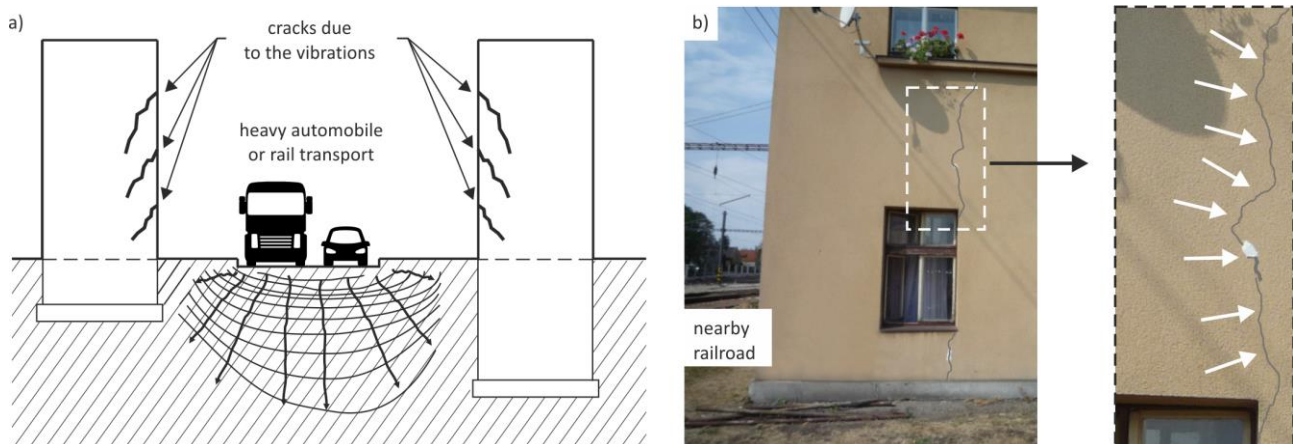 a)
cracks due
to the vibrations
heavy automobile
or rail transport
b)
nearby
railroad